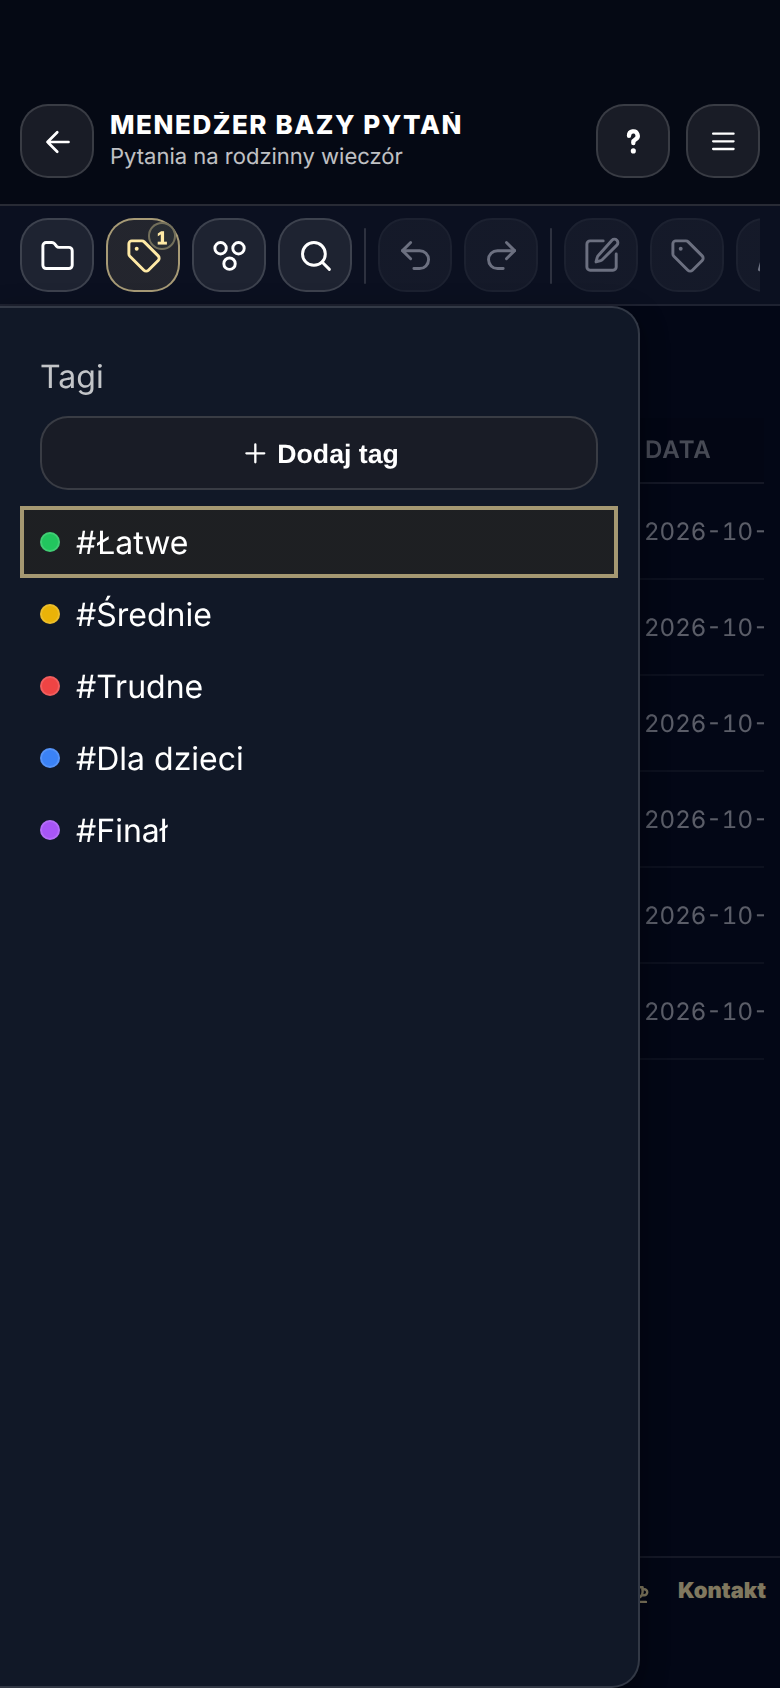 MENEDŻER BAZY PYTAŃ
Pytania na rodzinny wieczór
?
1
Tagi
+ Dodaj tag
#Łatwe
#Średnie
#Trudne
#Dla dzieci
#Finał
DATA
2026-10-
2026-10-
2026-10-
2026-10-
2026-10-
2026-10-
Kontakt